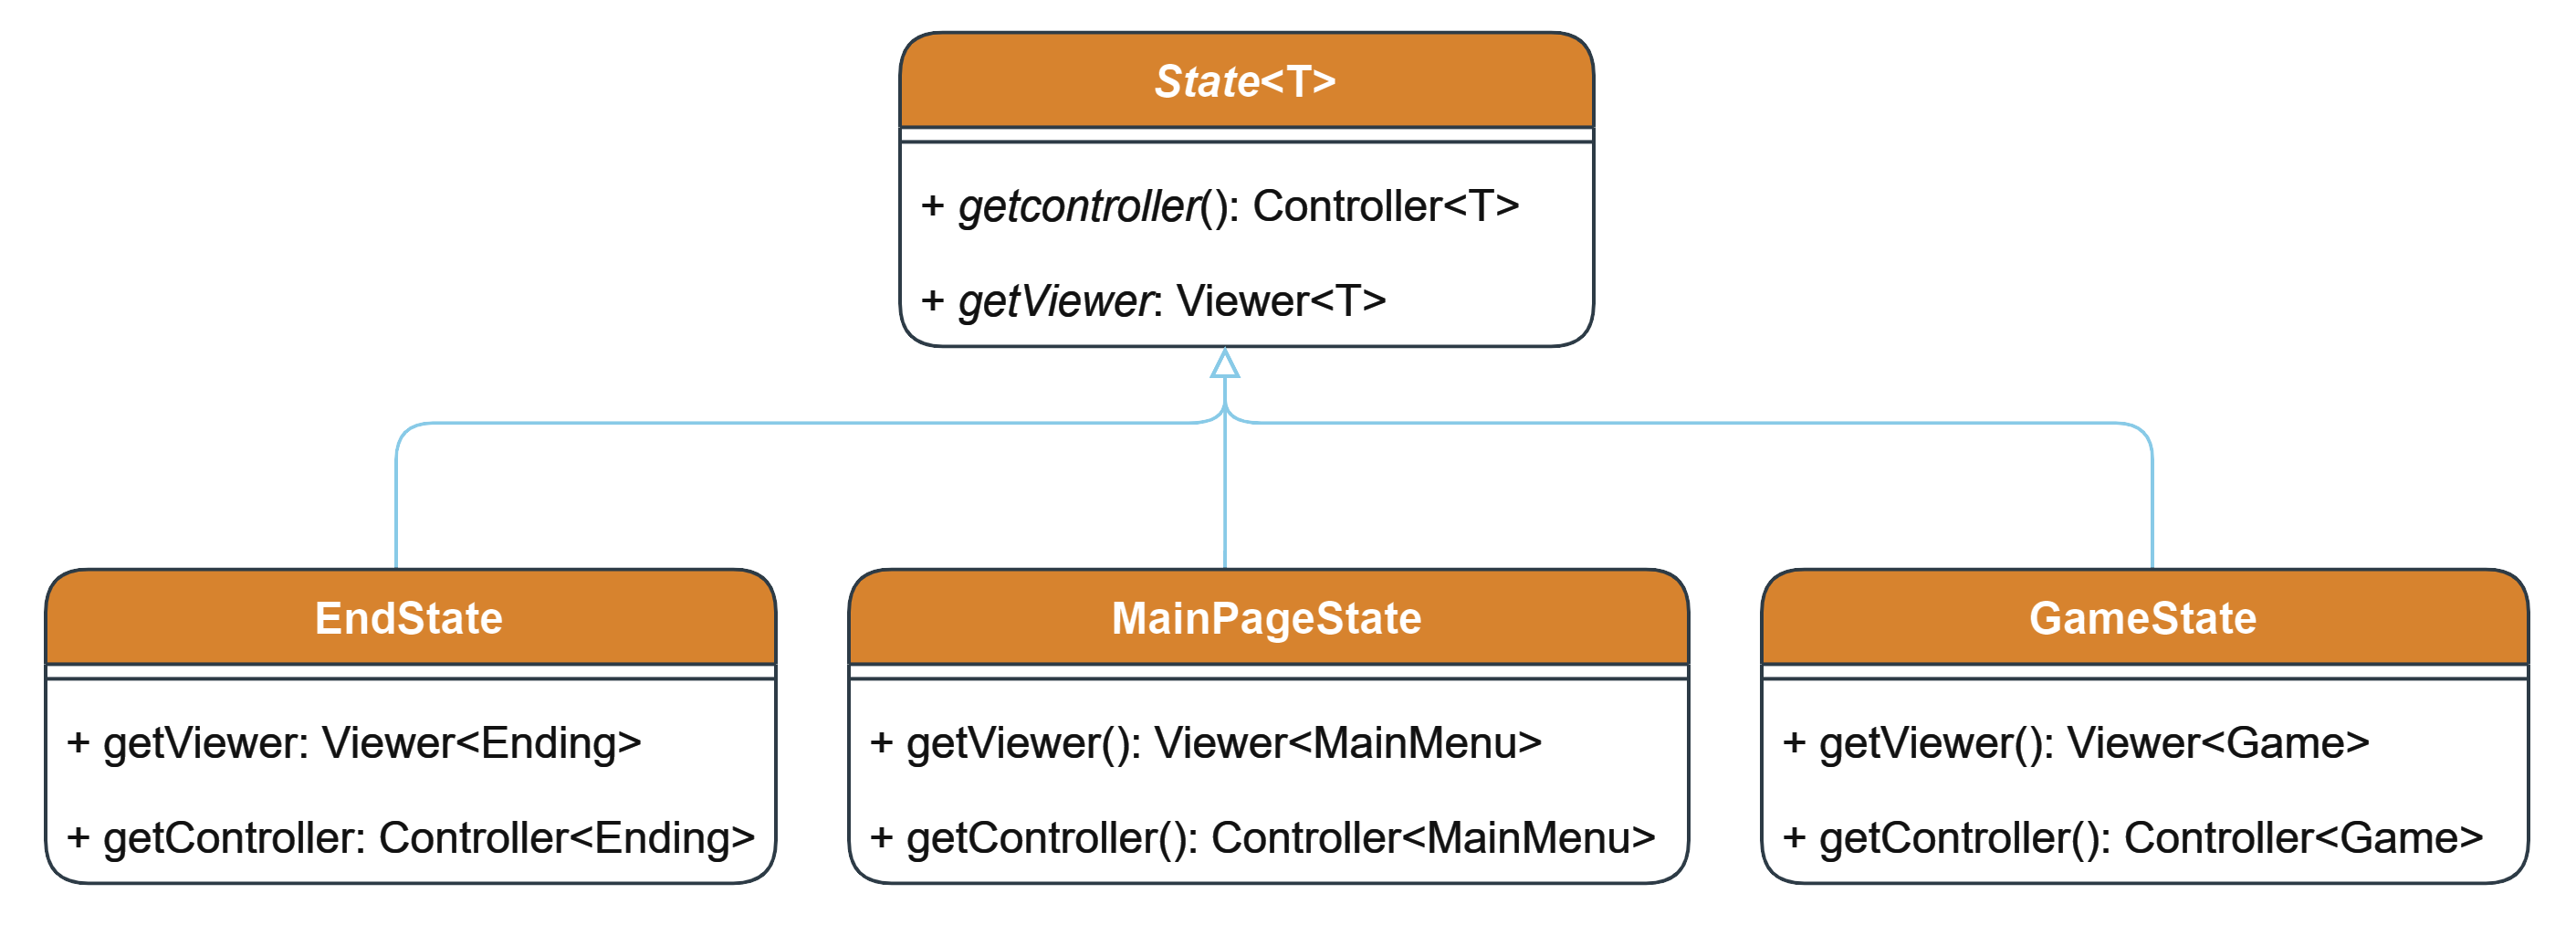 State<T>
+ getcontroller(): Controller<T>
+ getViewer: Viewer<T>
EndState
+ getViewer: Viewer<Ending>
+ getController: Controller<Ending>
MainPageState
+ getViewer(): Viewer<MainMenu>
+ getController(): Controller<MainMenu>
GameState
+ getViewer(): Viewer<Game>
+ getController(): Controller<Game>